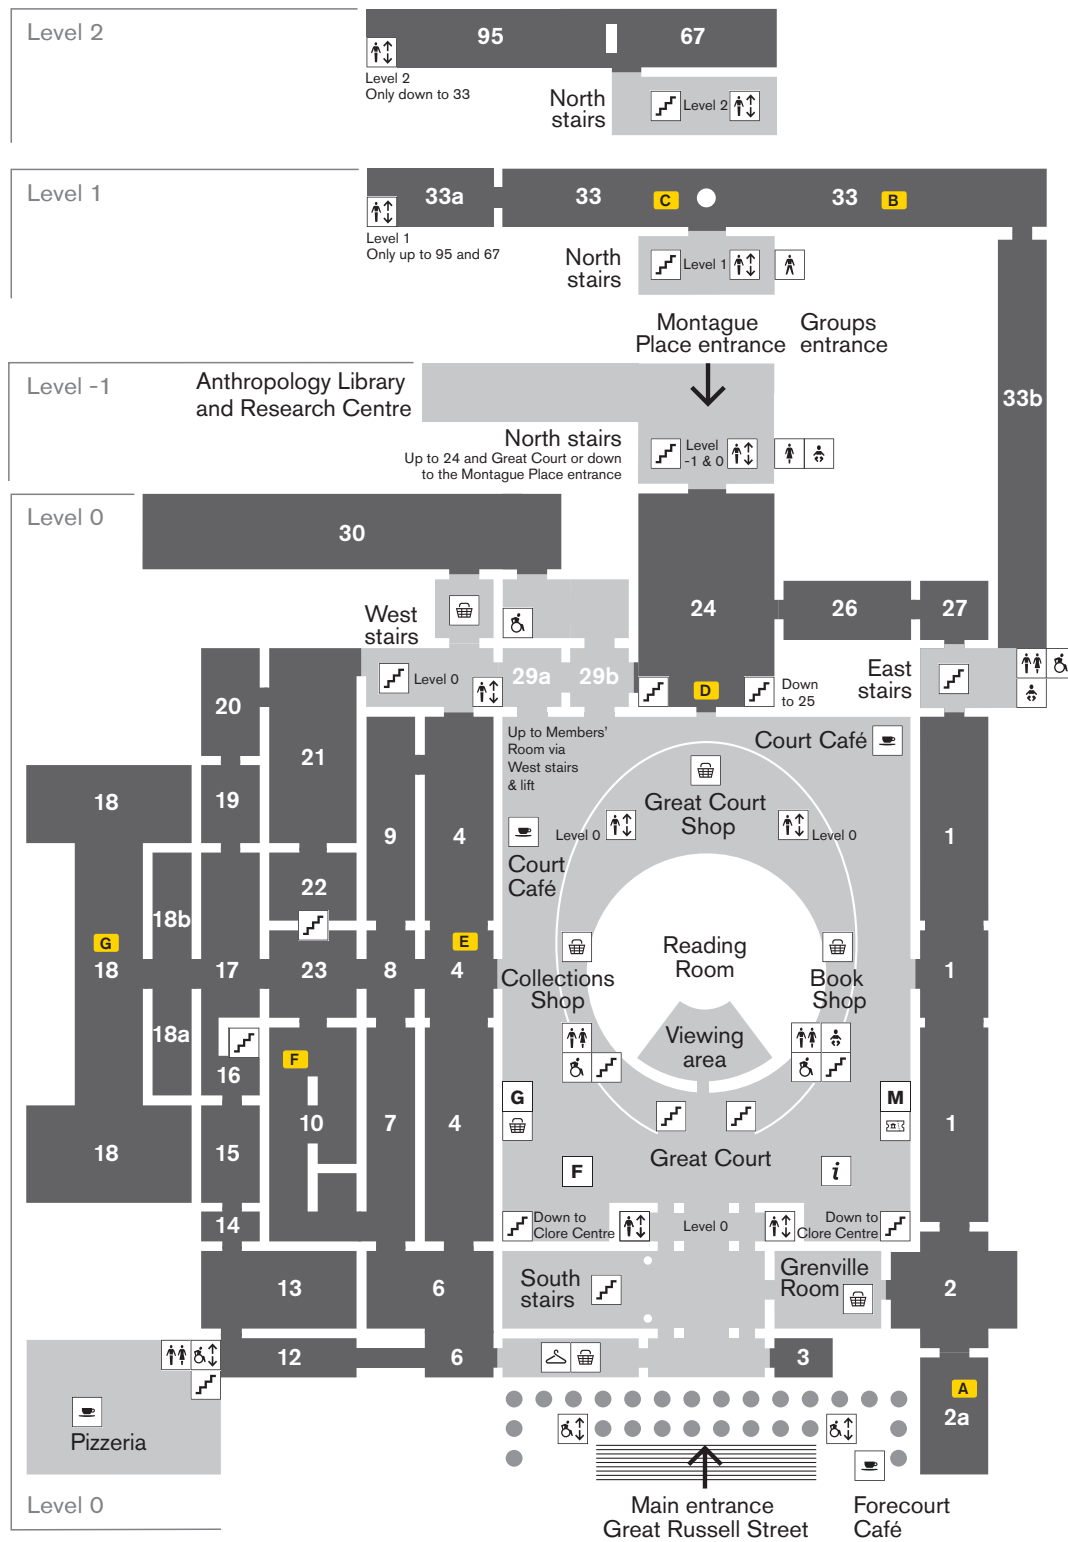 Level 2
95
67
Level 2
Only down to 33
North
stairs
Level 2
Level 1
33a
33
C
33
B
Level 1
Only up to 95 and 67
North
stairs
Level 1
Montague
Place entrance
Groups
entrance
Level -1
Anthropology Library
and Research Centre
33b
North stairs
Up to 24 and Great Court or down
to the Montague Place entrance
Level
-1 & 0
Level 0
30
24
26
27
West
stairs
Level 0
29a
29b
D
Down
to 25
East
stairs
20
21
Up to Members'
Room via
West stairs
& lift
Court Café
18
19
9
4
Great Court
Shop
Level 0
Level 0
1
Court
Café
22
18b
G
E
18
17
23
8
4
Collections
Shop
Reading
Room
Book
Shop
1
18a
16
F
Viewing
area
G
M
18
15
10
7
4
1
Great Court
F
i
14
Down to
Clore Centre
Level 0
Down to
Clore Centre
13
6
South
stairs
Grenville
Room
2
12
6
3
A
2a
Pizzeria
Level 0
Main entrance
Great Russell Street
Forecourt
Café